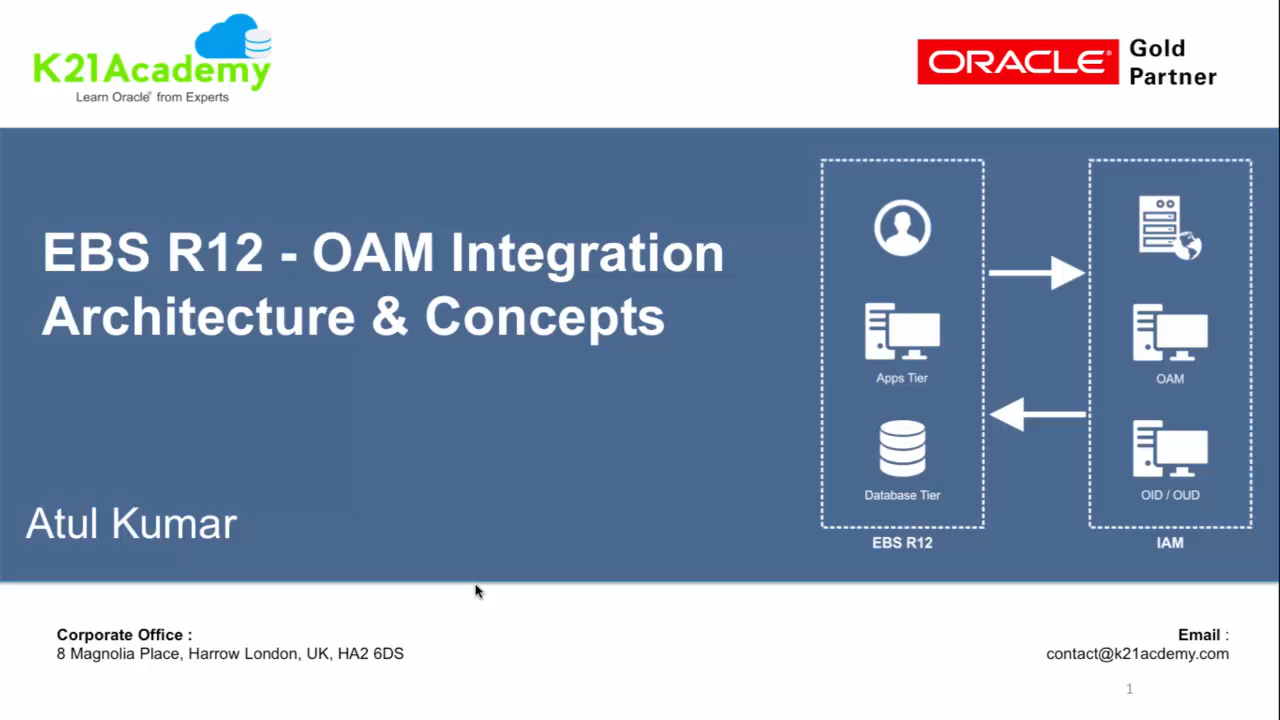 K21Academy
Learn Oracle® from Experts
ORACLE®
Gold
Partner
EBS R12 - OAM Integration
Architecture & Concepts
Atul Kumar
Apps Tier
Database Tier
EBS R12
OAM
OID / OUD
IAM
Corporate Office :
8 Magnolia Place, Harrow London, UK, HA2 6DS
Email :
contact@k21acdemy.com
1